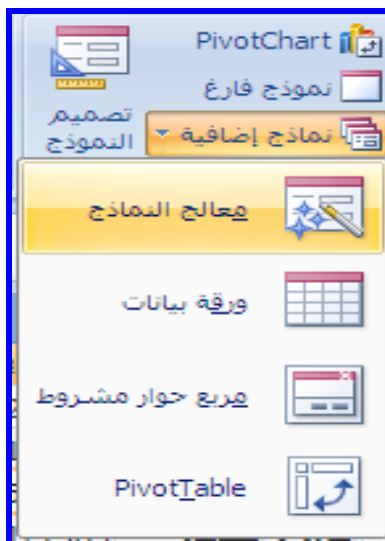 PivotChart
نموذج فارغ
نماذج إضافية
تصميم
النموذج
معالج النماذج
ورقة بيانات
مربع حوار مشروط
PivotTable